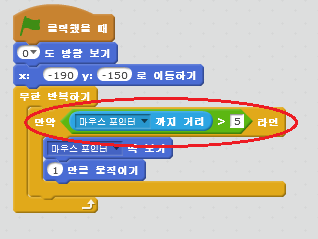 클릭했을 때
0 도 방향 보기
x: -190 y: -150 로 이동하기
무한 반복하기
만약 마우스 포인터 까지 거리 > 5 라면
마우스 포인터 쪽 보기
1 만큼 움직이기